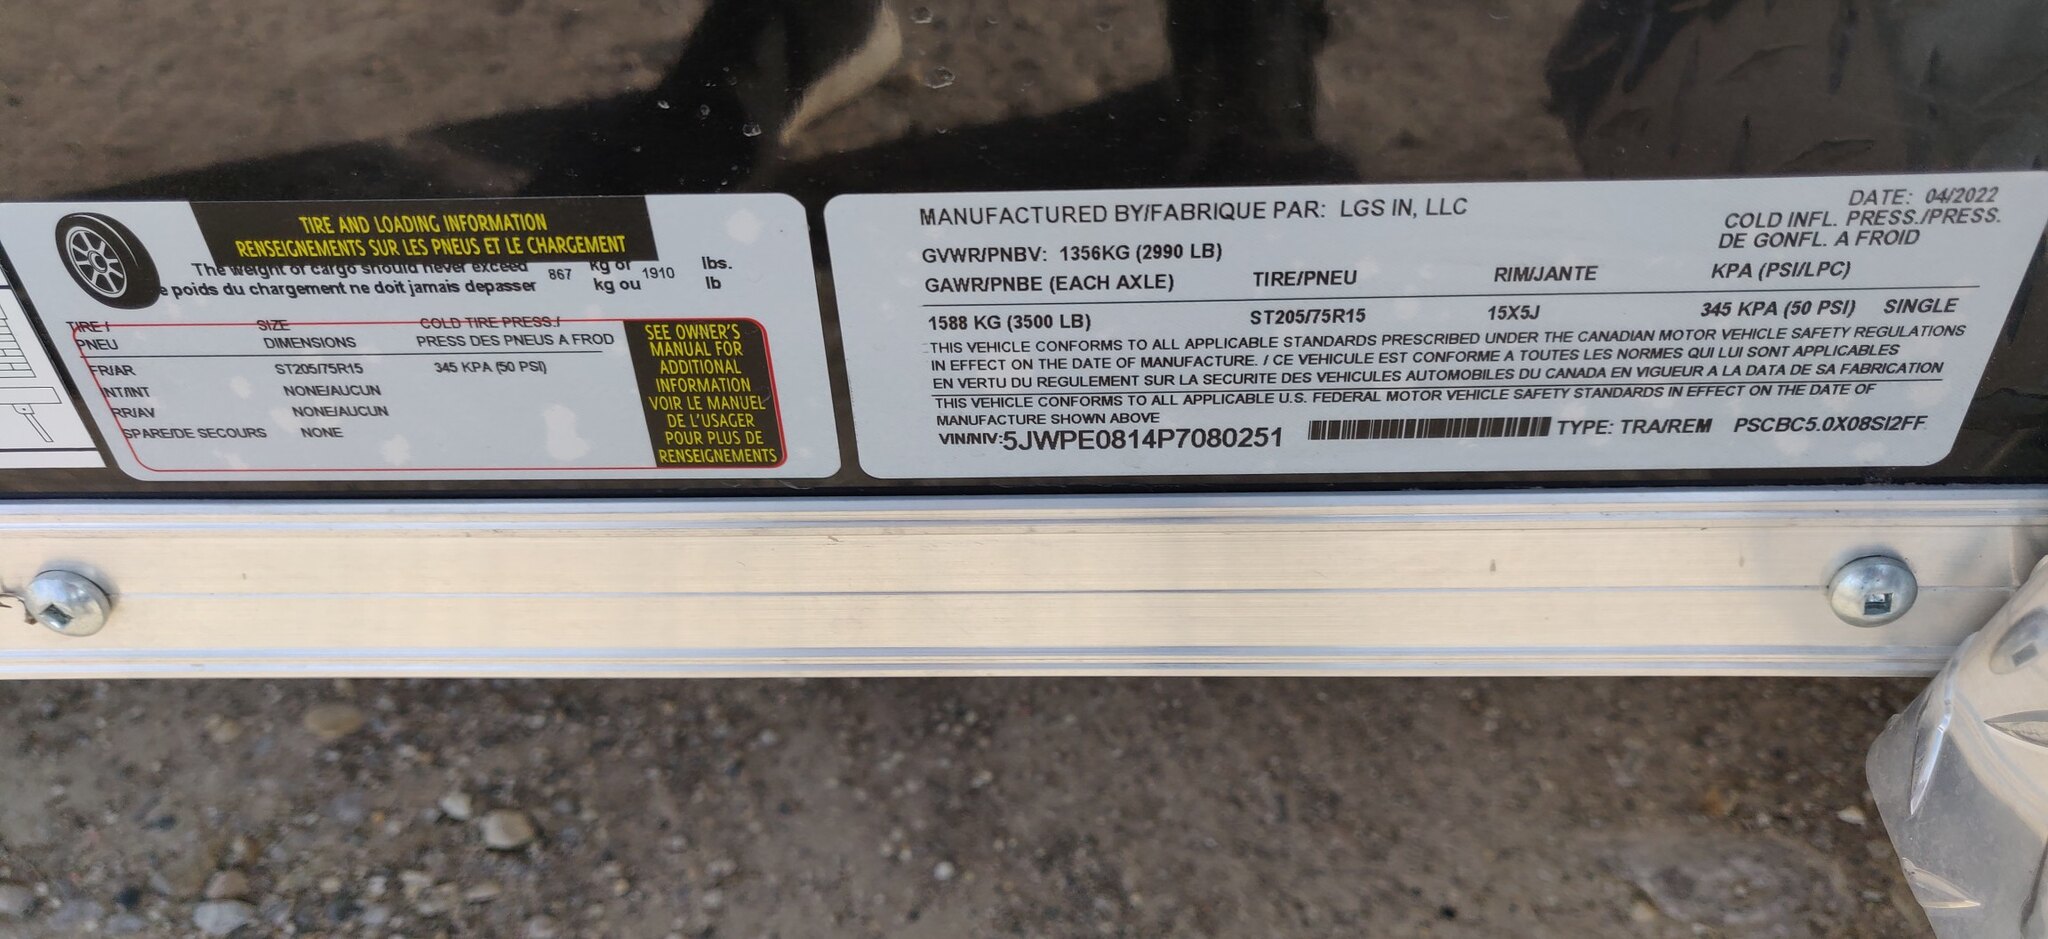 TIRE AND LOADING INFORMATION
RENSEIGNEMENTS SUR LES PNEUS ET LE CHARGEMENT
The weight of cargo should never exceed 867 kg or 1910 lbs.
e poids du chargement ne doit jamais depasser kg ou lb
TIRE / SIZE COLD TIRE PRESS./
PNEU DIMENSIONS PRESS DES PNEUS A FROD
FR/AR ST205/75R15 345 KPA (50 PSI)
NT/INT NONE/AUCUN
RR/AV NONE/AUCUN
SPARE/DE SECOURS NONE
SEE OWNER'S
MANUAL FOR
ADDITIONAL
INFORMATION
VOIR LE MANUEL
DE L'USAGER
POUR PLUS DE
RENSEIGNEMENTS
MANUFACTURED BY/FABRIQUE PAR: LGS IN, LLC
DATE: 04/2022
GVWR/PNBV: 1356KG (2990 LB)
COLD INFL. PRESS./PRESS.
DE GONFL. A FROID
GAWR/PNBE (EACH AXLE) TIRE/PNEU RIM/JANTE KPA (PSI/LPC)
1588 KG (3500 LB) ST205/75R15 15X5J 345 KPA (50 PSI) SINGLE
THIS VEHICLE CONFORMS TO ALL APPLICABLE STANDARDS PRESCRIBED UNDER THE CANADIAN MOTOR VEHICLE SAFETY REGULATIONS
IN EFFECT ON THE DATE OF MANUFACTURE. / CE VEHICULE EST CONFORME A TOUTES LES NORMES QUI LUI SONT APPLICABLES
EN VERTU DU REGULEMENT SUR LA SECURITE DES VEHICULES AUTOMOBILES DU CANADA EN VIGUEUR A LA DATA DE SA FABRICATION
THIS VEHICLE CONFORMS TO ALL APPLICABLE U.S. FEDERAL MOTOR VEHICLE SAFETY STANDARDS IN EFFECT ON THE DATE OF
MANUFACTURE SHOWN ABOVE
VIN/NIV: 5JWPE0814P7080251 TYPE: TRA/REM PSCBC5.0X08SI2FF